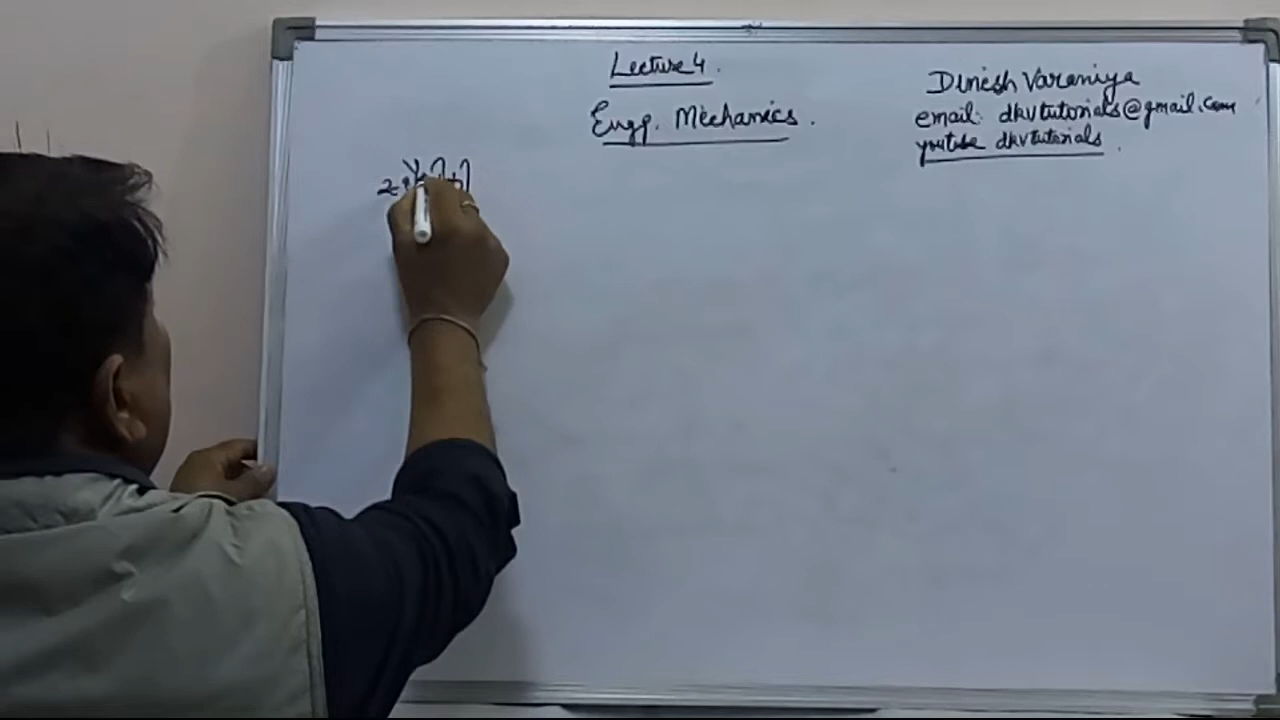 Lecture 4.
Engg. Mechanics.
Dinesh Varaniya
email: dkvtutorials@gmail.com
youtube dkvtutorials.